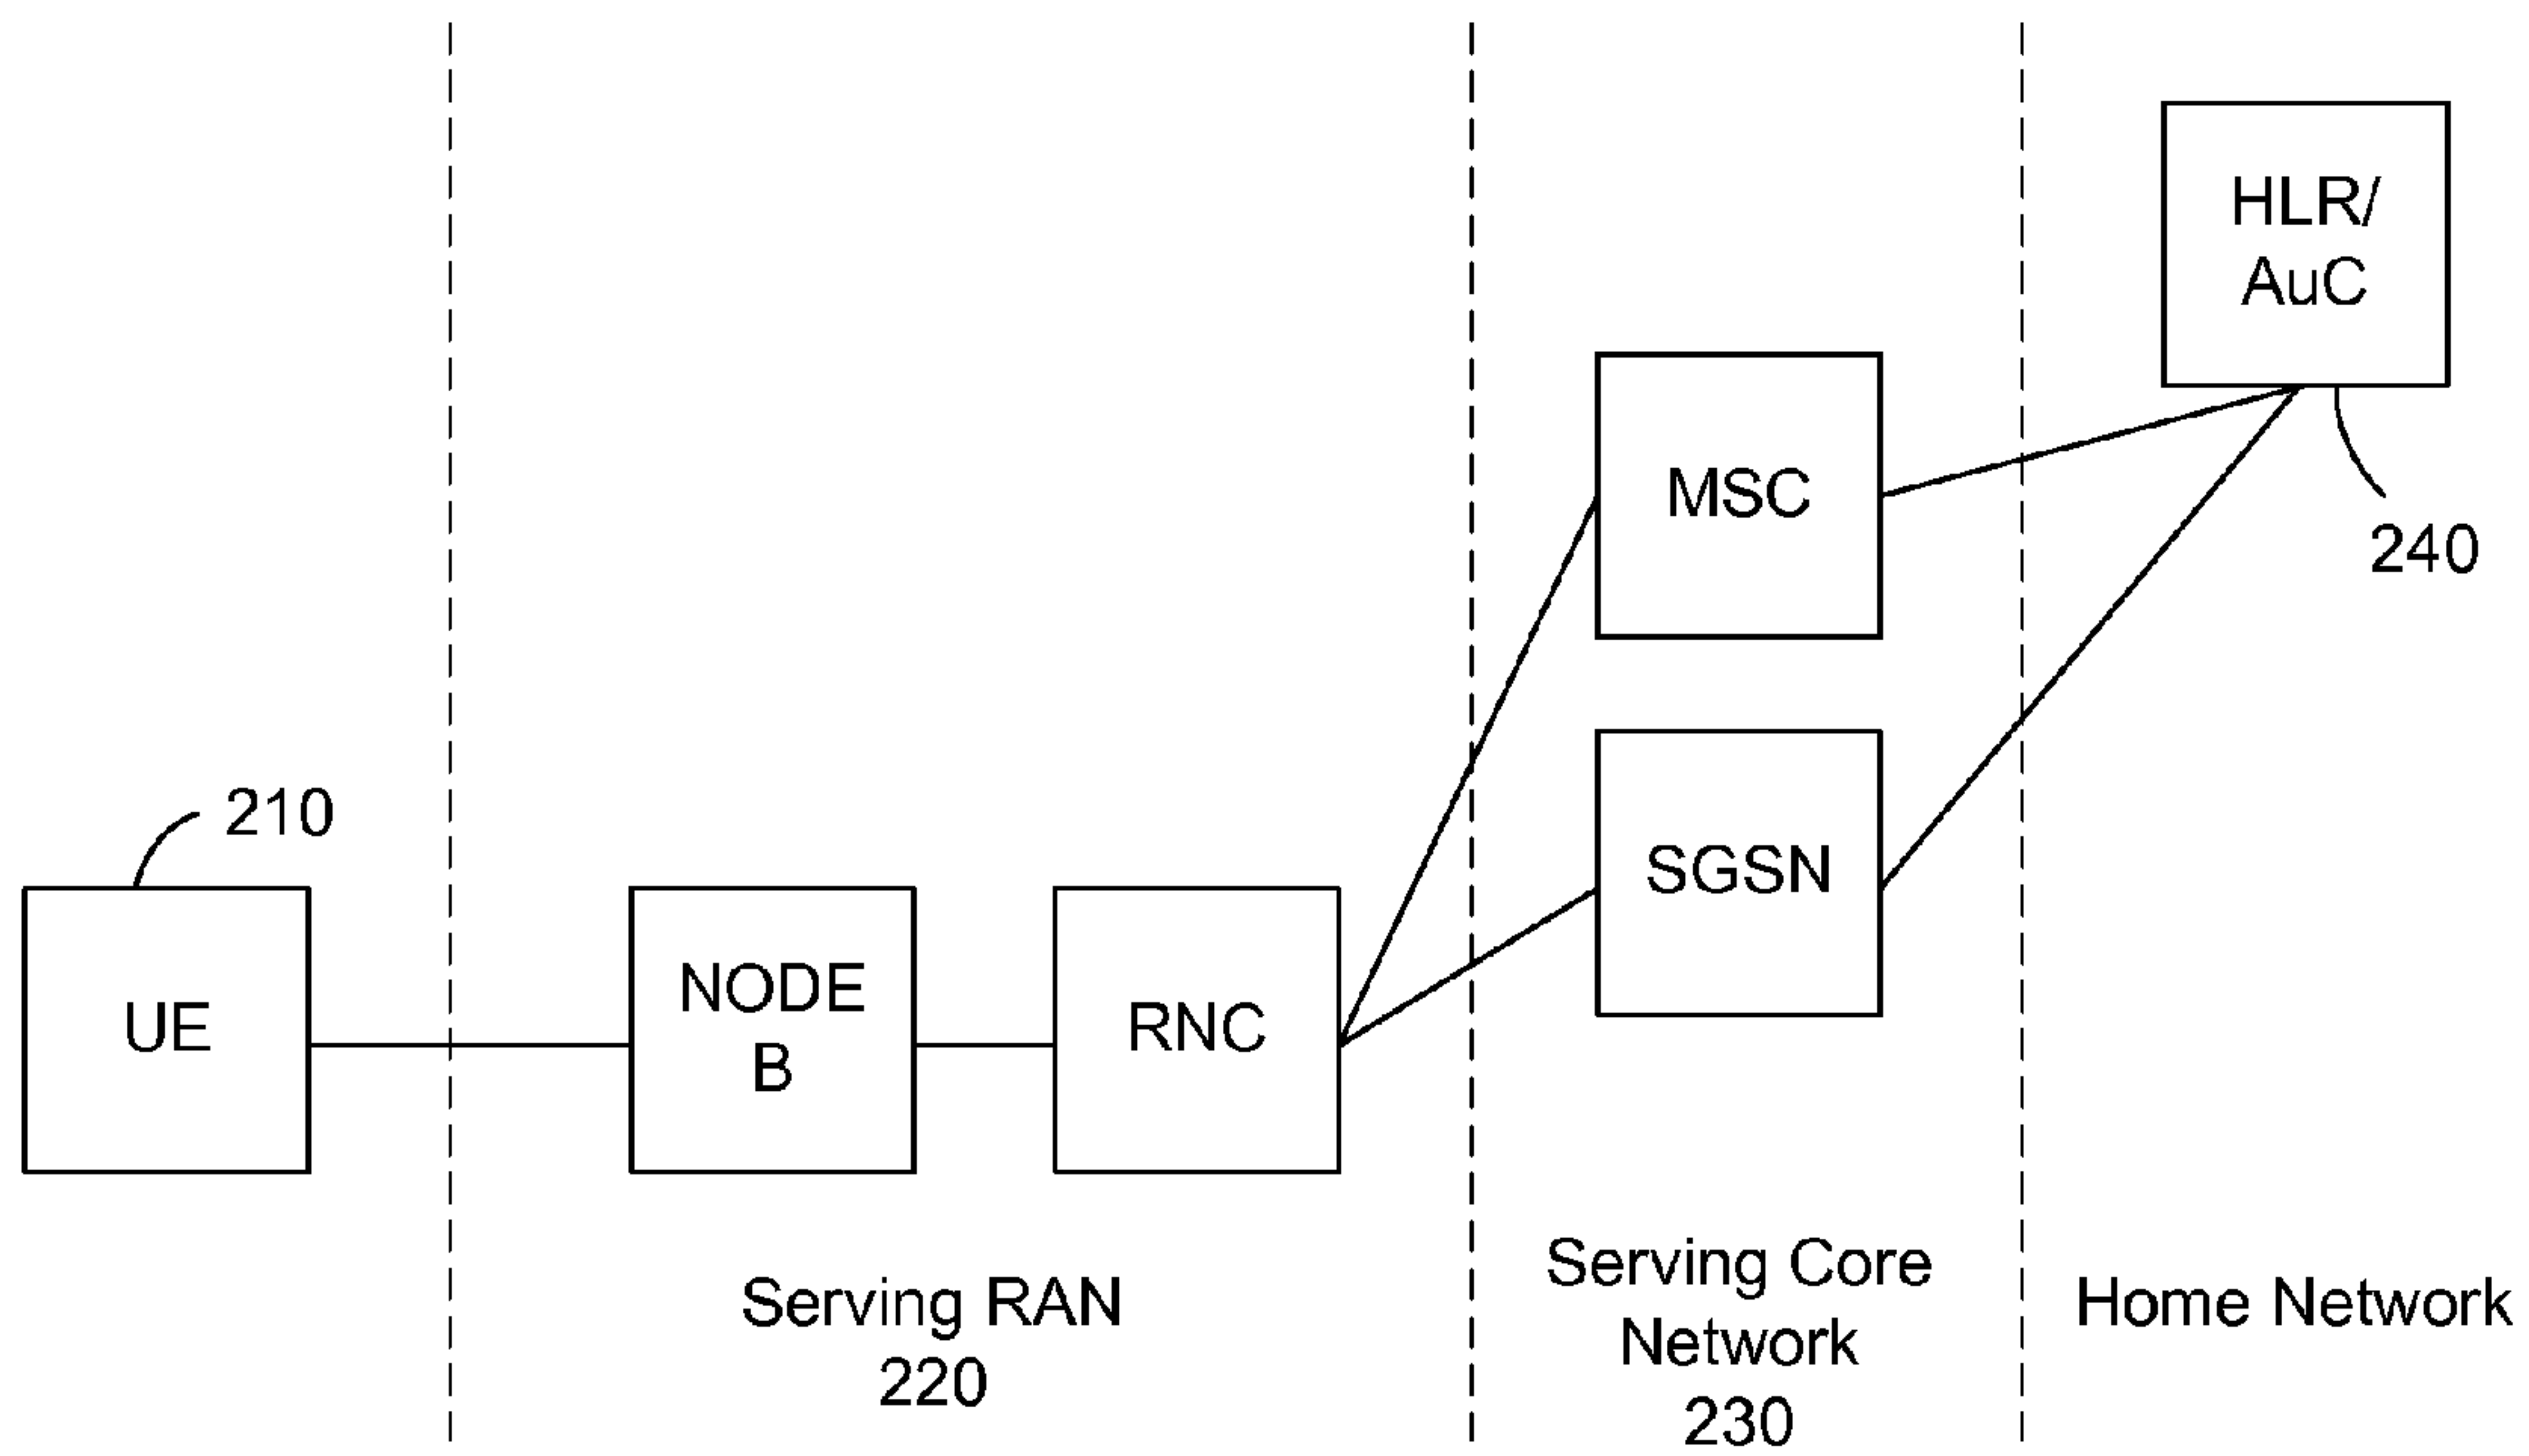 HLR/
AuC
240
MSC
SGSN
210
UE
NODE
B
RNC
Serving RAN
220
Serving Core
Network
230
Home Network